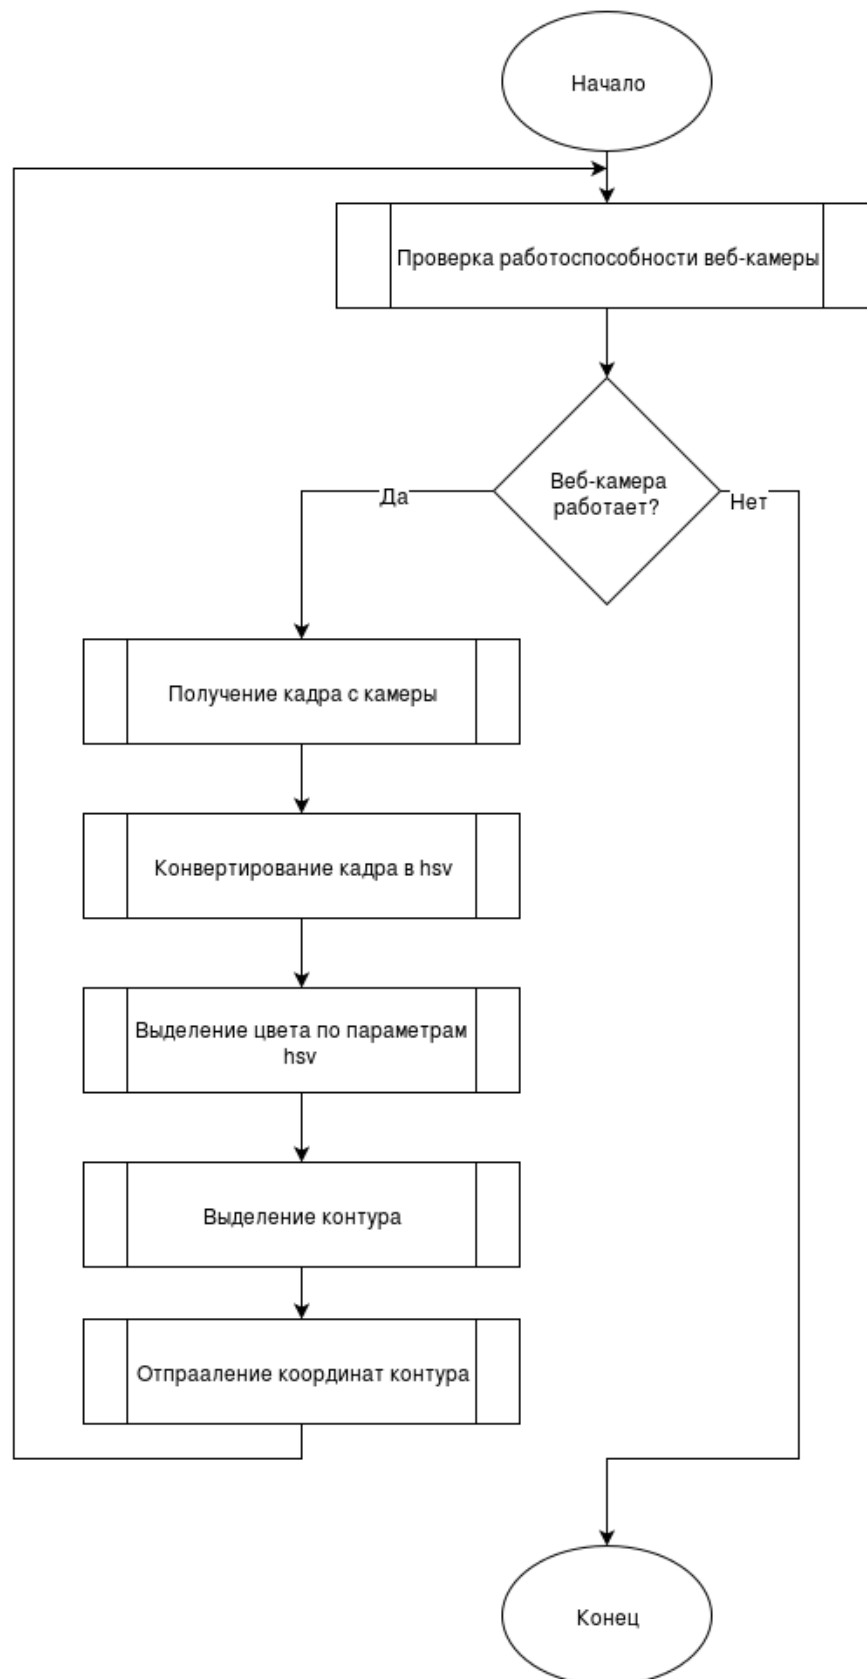 Начало
Проверка работоспособности веб-камеры
Веб-камера
работает?
Да
Нет
Получение кадра с камеры
Конвертирование кадра в hsv
Выделение цвета по параметрам
hsv
Выделение контура
Отпрааление координат контура
Конец